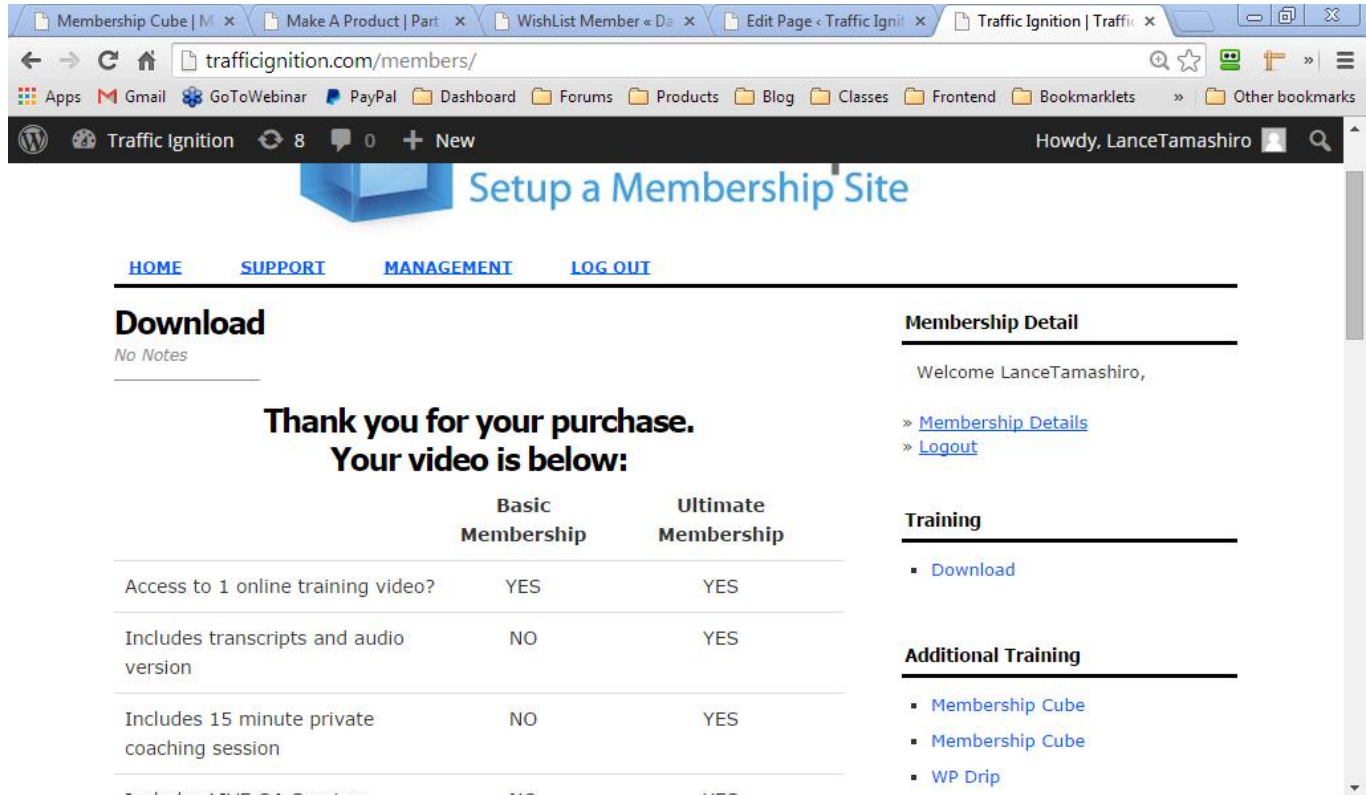 Membership Cube | M
Make A Product | Part
WishList Member « Da
Edit Page ‹ Traffic Ignit
Traffic Ignition | Traffic
trafficignition.com/members/
Apps Gmail GoToWebinar PayPal Dashboard Forums Products Blog Classes Frontend Bookmarklets » Other bookmarks
Traffic Ignition 8 0 + New Howdy, LanceTamashiro
Setup a Membership Site
HOME SUPPORT MANAGEMENT LOG OUT
Download
No Notes
Thank you for your purchase.
Your video is below:
Basic Ultimate
Membership Membership
Access to 1 online training video? YES YES
Includes transcripts and audio NO YES
version
Includes 15 minute private NO YES
coaching session
Membership Detail
Welcome LanceTamashiro,
» Membership Details
» Logout
Training
▪ Download
Additional Training
▪ Membership Cube
▪ Membership Cube
▪ WP Drip